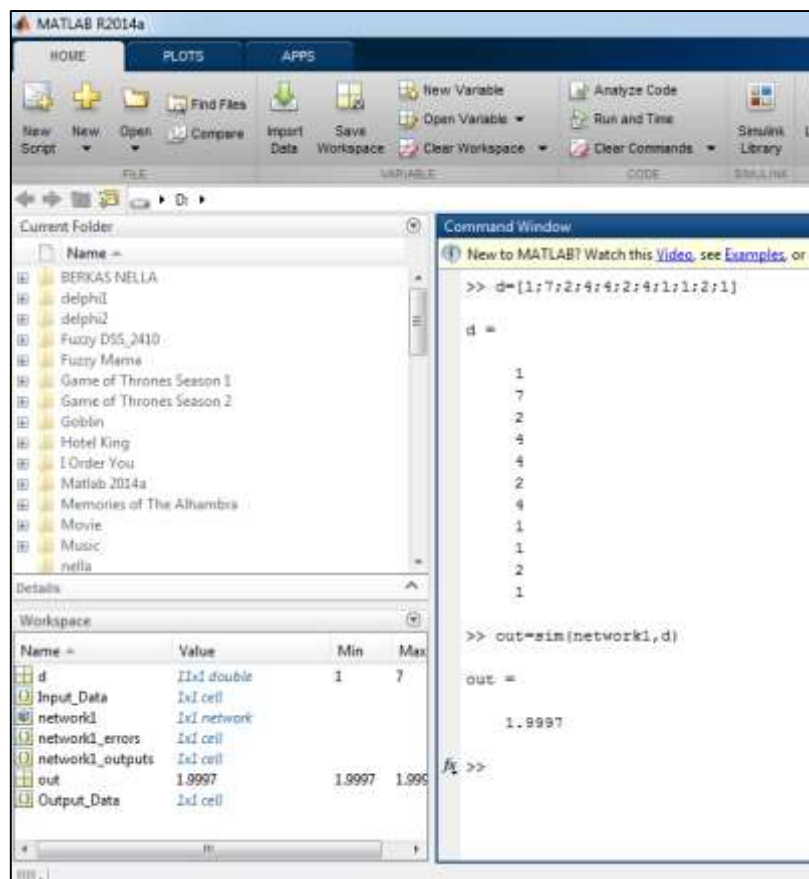 MATLAB R2014a
HOME PLOTS APPS
New Script
New
Open
Find Files
Compare
Import Data
Save Workspace
New Variable
Open Variable
Clear Workspace
Analyze Code
Run and Time
Clear Commands
Simulink Library
FILE VARIABLE CODE SIMULINK
D:
Current Folder
Name
BERKAS NELLA
delphi1
delphi2
Fuzzy DSS_2410
Fuzzy Mama
Game of Thrones Season 1
Game of Thrones Season 2
Goblin
Hotel King
I Order You
Matlab 2014a
Memories of The Alhambra
Movie
Music
nella
Details
Workspace
Name Value Min Max
d 11x1 double 1 7
Input_Data 1x1 cell
network1 1x1 network
network1_errors 1x1 cell
network1_outputs 1x1 cell
out 1.9997 1.9997 1.999
Output_Data 1x1 cell
Command Window
New to MATLAB? Watch this Video, see Examples, or
>> d=[1;7;2;4;4;2;4;1;1;2;1]
d =
1
7
2
4
4
2
4
1
1
2
1
>> out=sim(network1,d)
out =
1.9997
fx >>